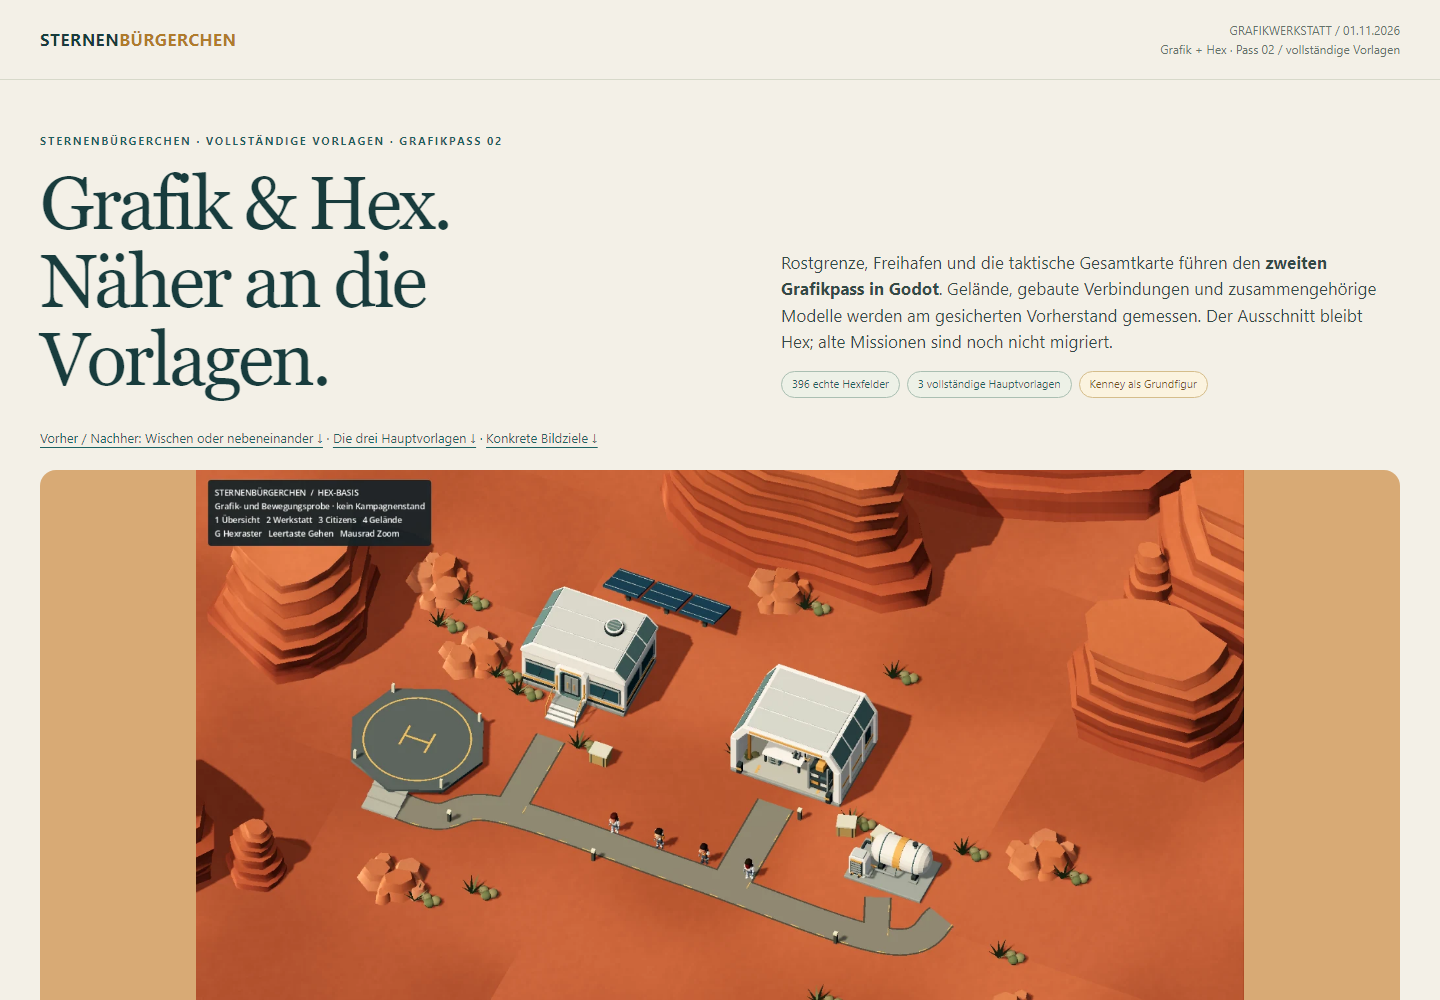 STERNENBÜRGERCHEN
GRAFIKWERKSTATT / 01.11.2026
Grafik + Hex · Pass 02 / vollständige Vorlagen
STERNENBÜRGERCHEN · VOLLSTÄNDIGE VORLAGEN · GRAFIKPASS 02
Grafik & Hex.
Näher an die
Vorlagen.
Rostgrenze, Freihafen und die taktische Gesamtkarte führen den zweiten
Grafikpass in Godot. Gelände, gebaute Verbindungen und zusammengehörige
Modelle werden am gesicherten Vorherstand gemessen. Der Ausschnitt bleibt
Hex; alte Missionen sind noch nicht migriert.
396 echte Hexfelder
3 vollständige Hauptvorlagen
Kenney als Grundfigur
Vorher / Nachher: Wischen oder nebeneinander ↓ · Die drei Hauptvorlagen ↓ · Konkrete Bildziele ↓
STERNENBÜRGERCHEN / HEX-BASIS
Grafik- und Bewegungsprobe · kein Kampagnenstand
1 Übersicht 2 Werkstatt 3 Citizens 4 Gelände
G Hexraster Leertaste Gehen Mausrad Zoom
H